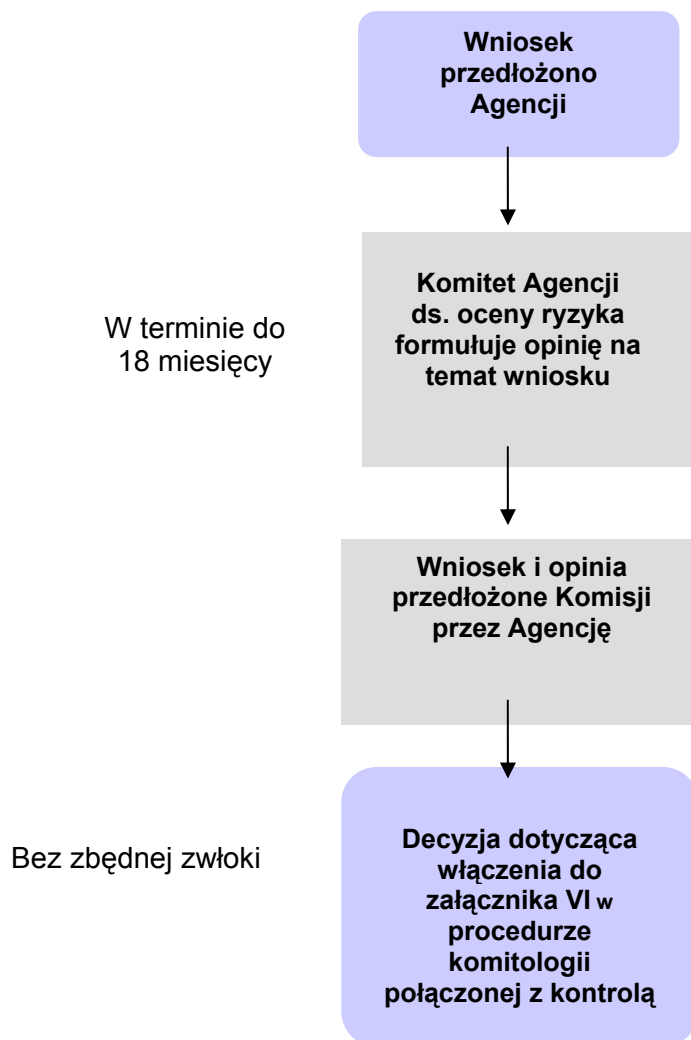 Wniosek
przedłożono
Agencji
W terminie do
18 miesięcy
Komitet Agencji
ds. oceny ryzyka
formułuje opinię na
temat wniosku
Wniosek i opinia
przedłożone Komisji
przez Agencję
Bez zbędnej zwłoki
Decyzja dotycząca
włączenia do
załącznika VI w
procedurze
komitologii
połączonej z kontrolą